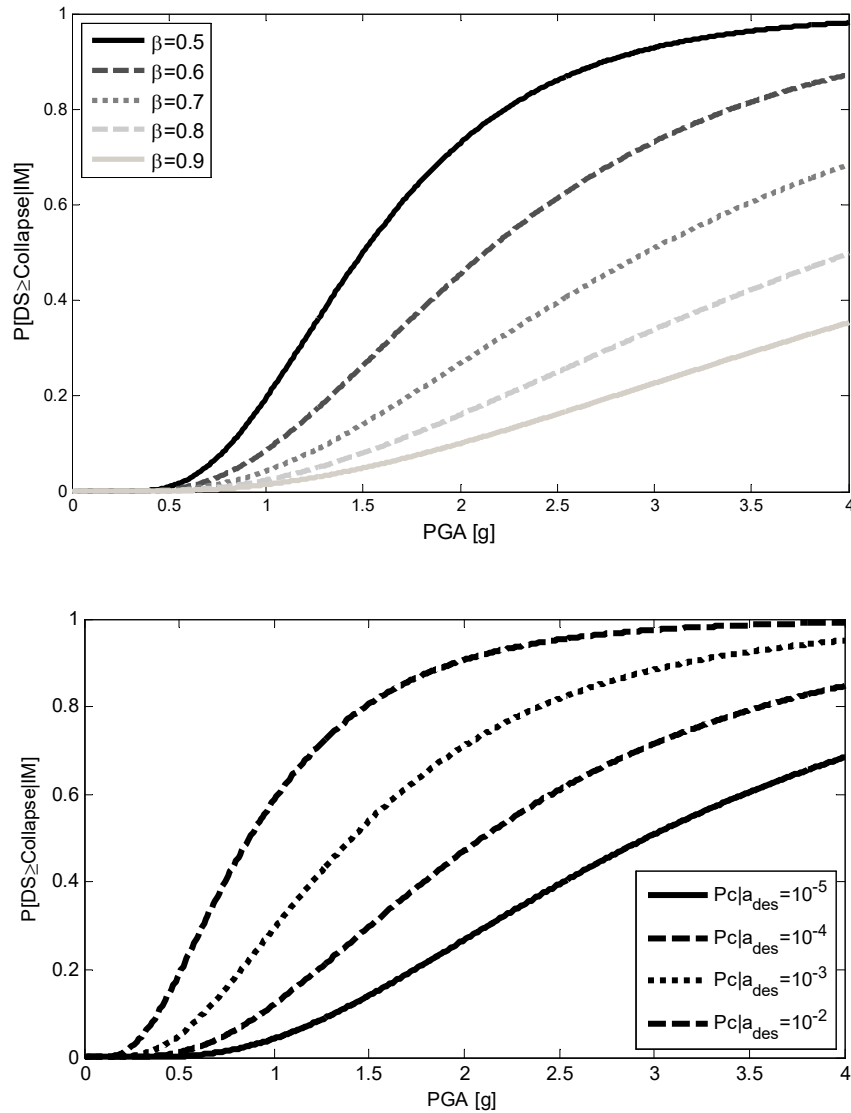 1
β=0.5
β=0.6
β=0.7
β=0.8
β=0.9
0.8
0.6
0.4
0.2
0
P[DS≥Collapse|IM]
0 0.5 1 1.5 2 2.5 3 3.5 4
PGA [g]
1
0.8
0.6
0.4
0.2
0
P[DS≥Collapse|IM]
Pc|a_des=10^-5
Pc|a_des=10^-4
Pc|a_des=10^-3
Pc|a_des=10^-2
0 0.5 1 1.5 2 2.5 3 3.5 4
PGA [g]